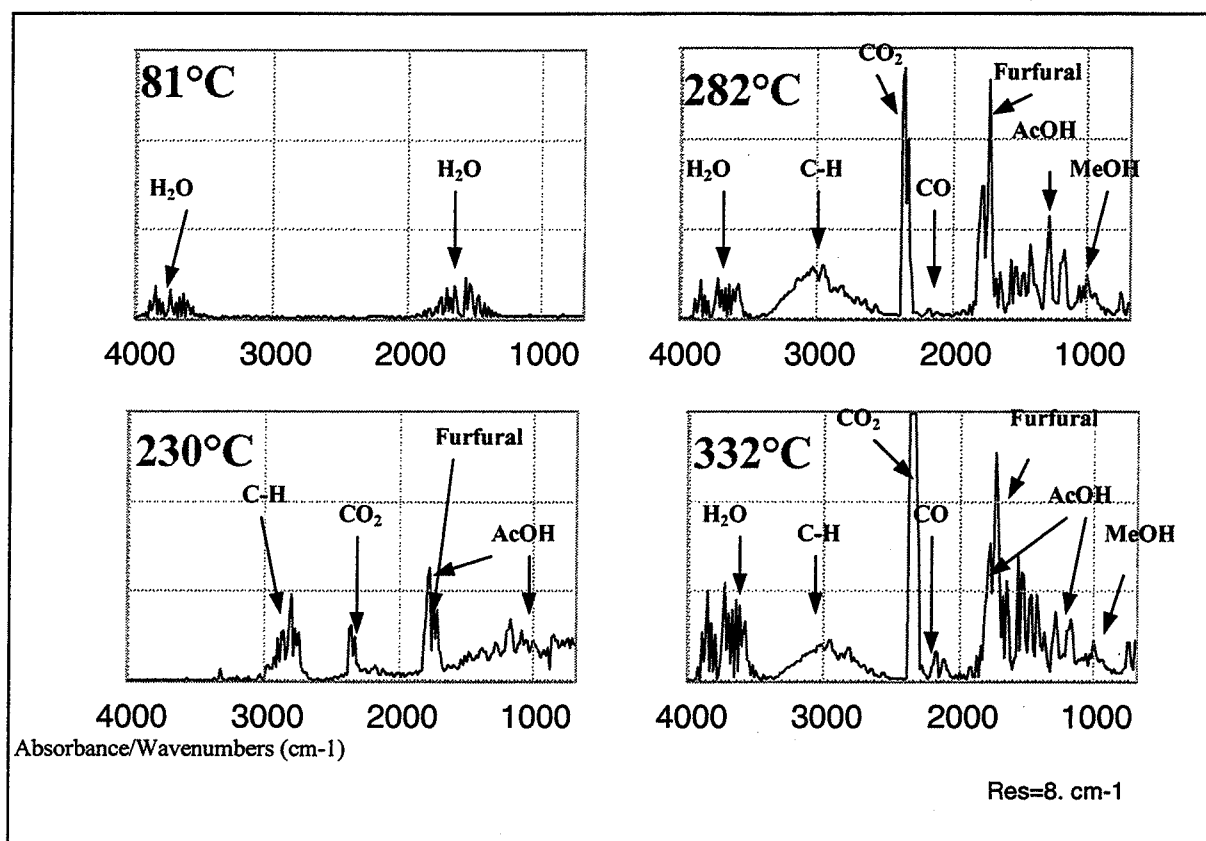 81°C
H₂O
H₂O
4000 3000 2000 1000
282°C
CO₂
Furfural
AcOH
H₂O
C-H
CO
MeOH
4000 3000 2000 1000
230°C
Furfural
C-H
CO₂
AcOH
4000 3000 2000 1000
332°C
CO₂
Furfural
AcOH
H₂O
C-H
CO
MeOH
4000 3000 2000 1000
Absorbance/Wavenumbers (cm-1)
Res=8. cm-1